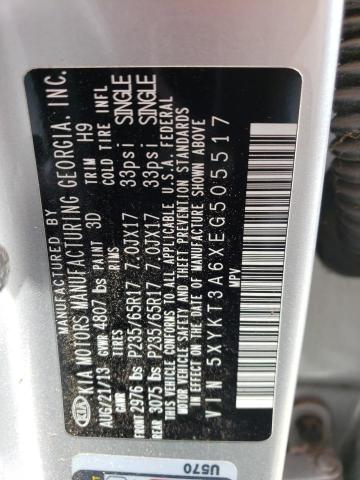 MANUFACTURED BY
KIA KIA MOTORS MANUFACTURING GEORGIA, INC.
AUG/21/13 GVWR 4807 lbs PAINT 3D TRIM H9
GAWR TIRES RIMS COLD TIRE INFL
FRONT 2976 lbs P235/65R17 7.0JX17 33psi SINGLE
REAR 3075 lbs P235/65R17 7.0JX17 33psi SINGLE
THIS VEHICLE CONFORMS TO ALL APPLICABLE U.S.A. FEDERAL
MOTOR VEHICLE SAFETY AND THEFT PREVENTION STANDARDS
IN EFFECT ON THE DATE OF MANUFACTURE SHOWN ABOVE
VIN 5XYKT3A6XEG505517
MPV
U570